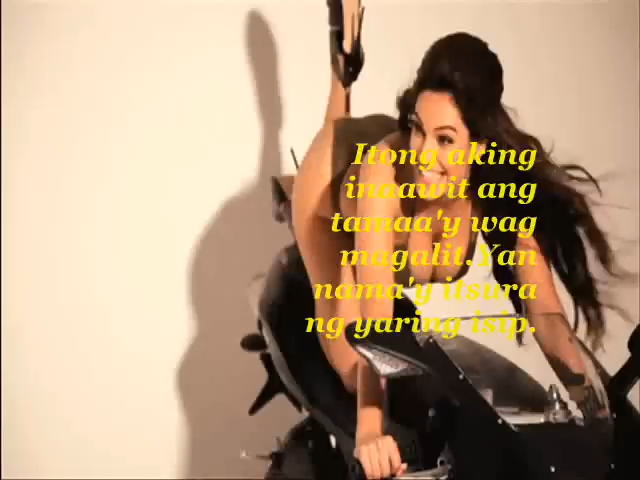 Itong aking
inaawit ang
tamaa'y wag
magalit.Yan
nama'y itsura
ng yaring isip.